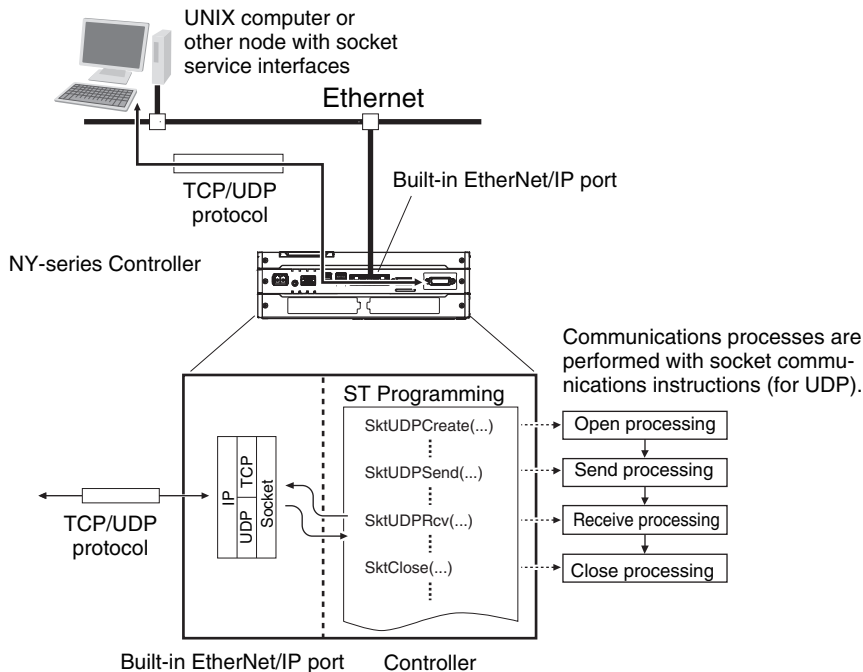 UNIX computer or
other node with socket
service interfaces
Ethernet
TCP/UDP
protocol
Built-in EtherNet/IP port
NY-series Controller
Communications processes are
performed with socket commu-
nications instructions (for UDP).
ST Programming
SktUDPCreate(...)
Open processing
SktUDPSend(...)
Send processing
IP
TCP
UDP
Socket
SktUDPRcv(...)
Receive processing
TCP/UDP
protocol
SktClose(...)
Close processing
Built-in EtherNet/IP port
Controller